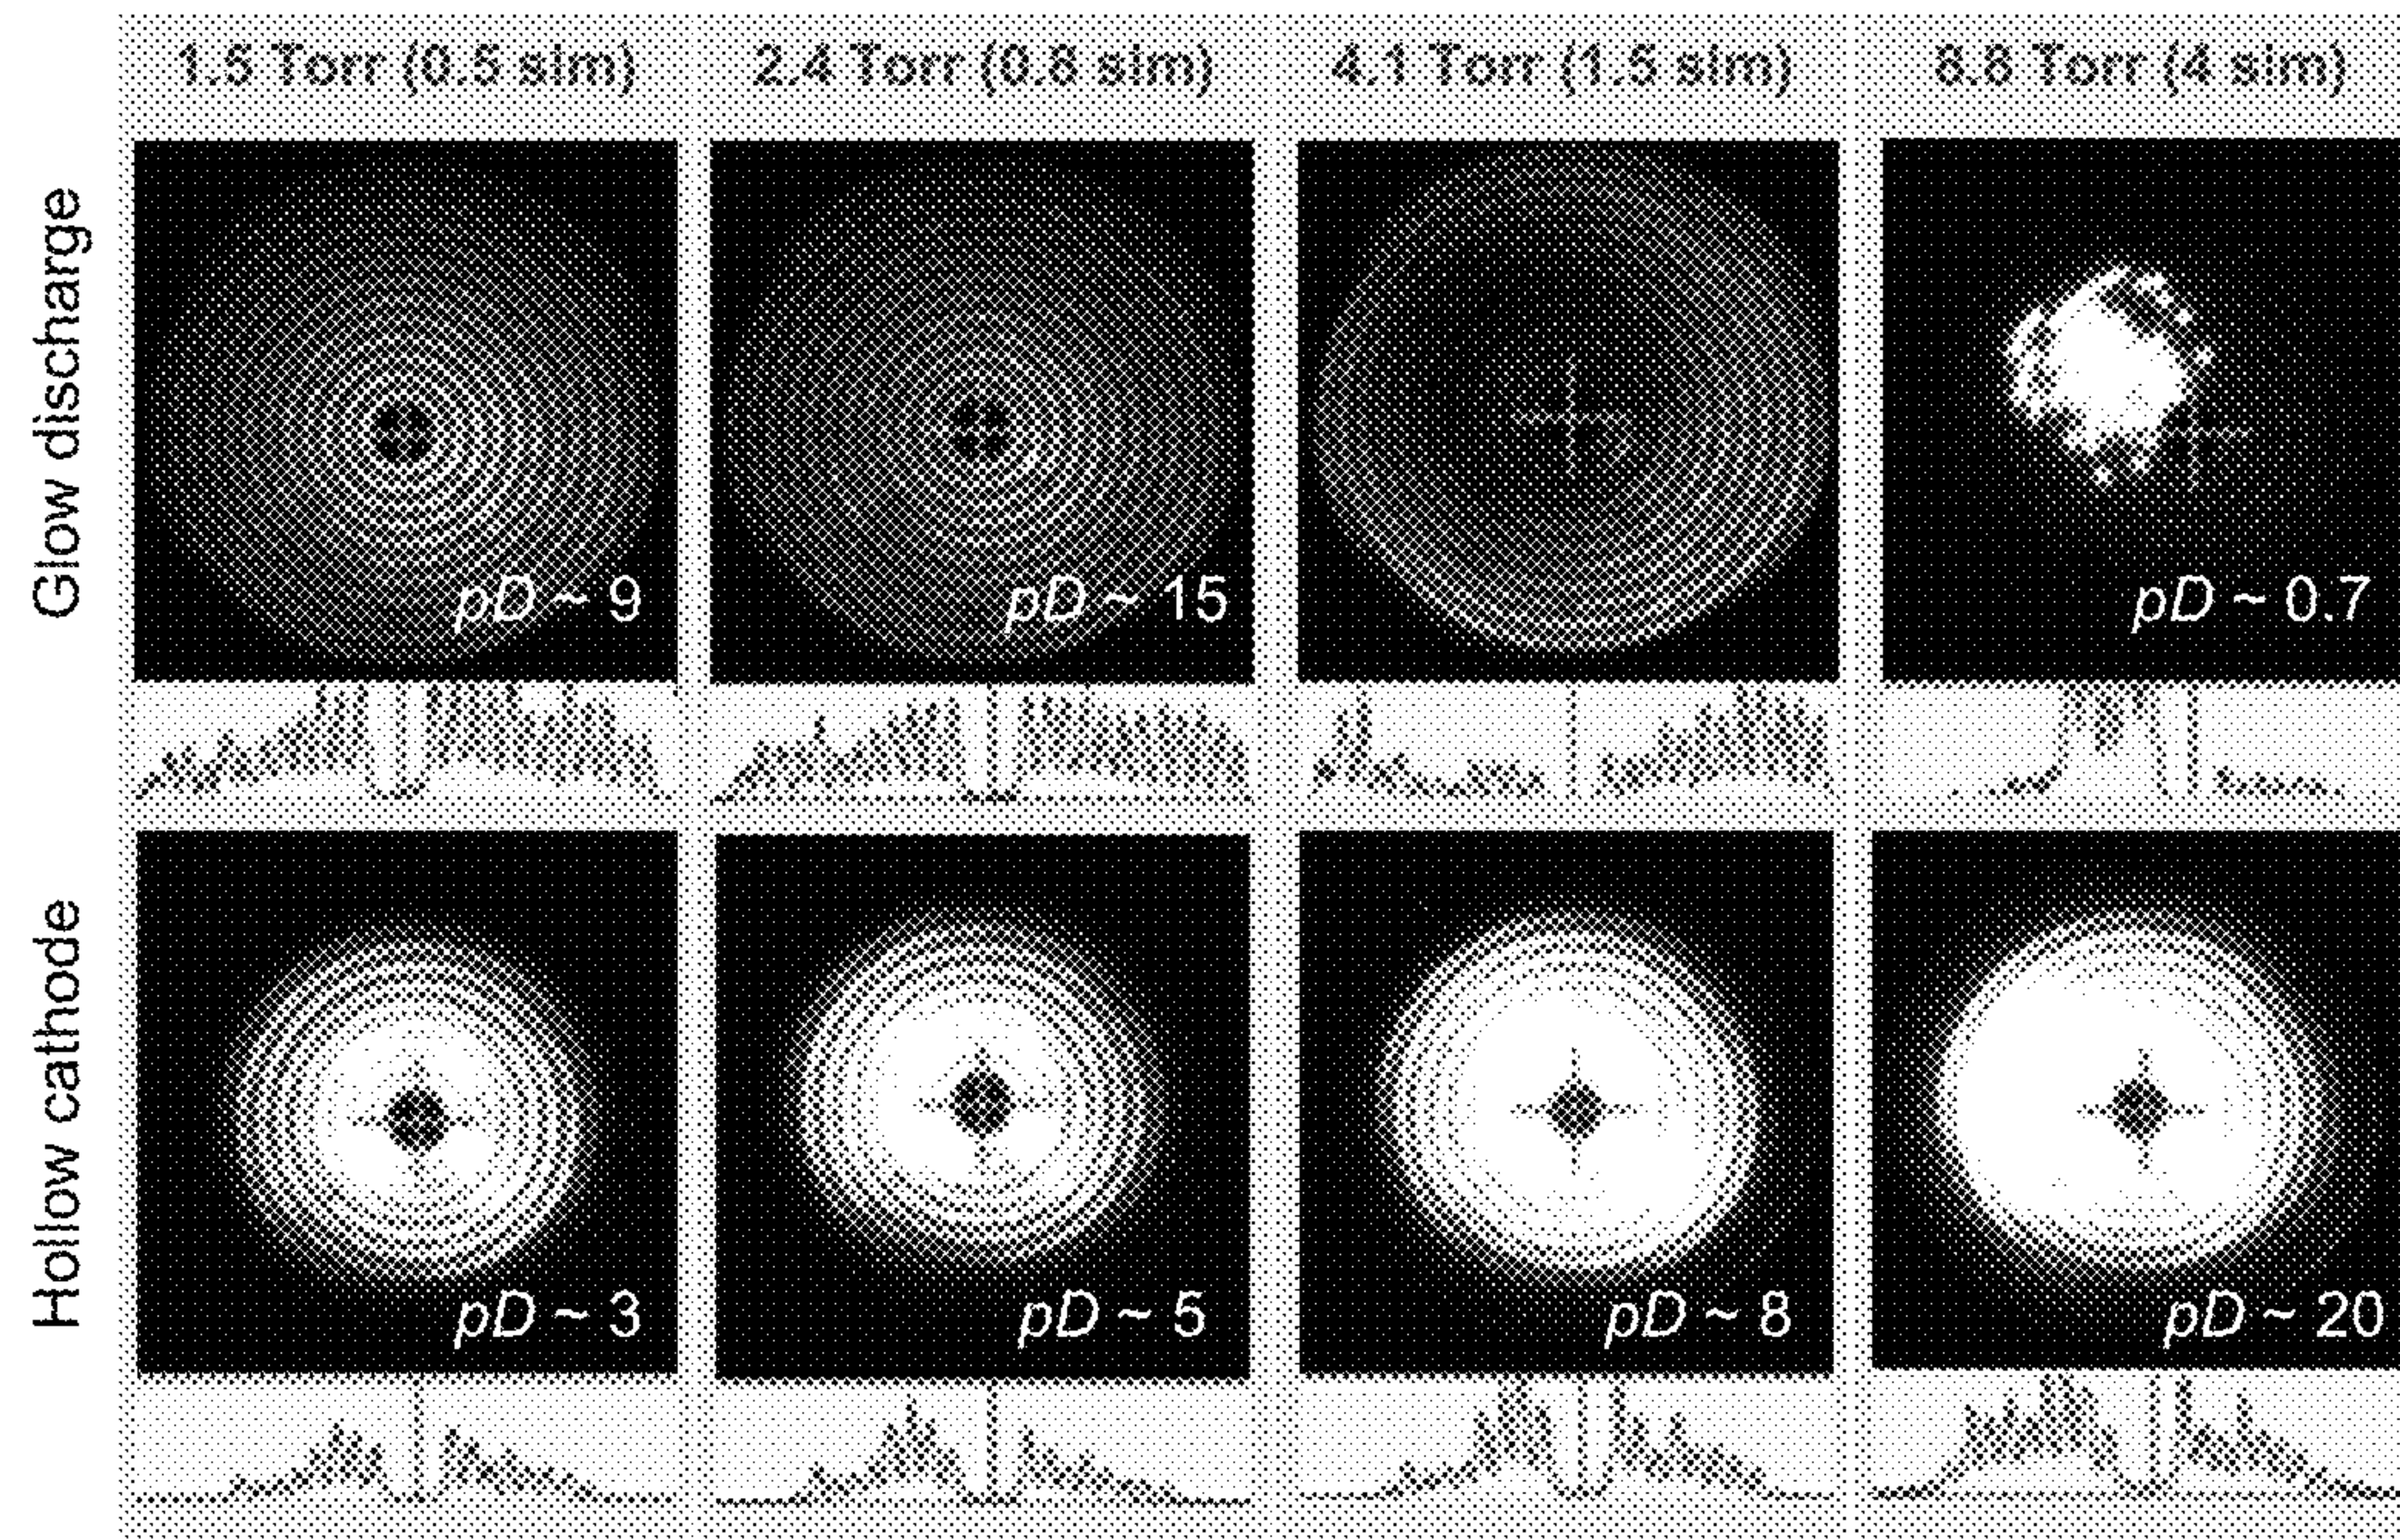 1.5 Torr (0.5 slm)
2.4 Torr (0.8 slm)
4.1 Torr (1.5 slm)
8.8 Torr (4 slm)
Glow discharge
pD ~ 9
pD ~ 15
pD ~ 0.7
Hollow cathode
pD ~ 3
pD ~ 5
pD ~ 8
pD ~ 20